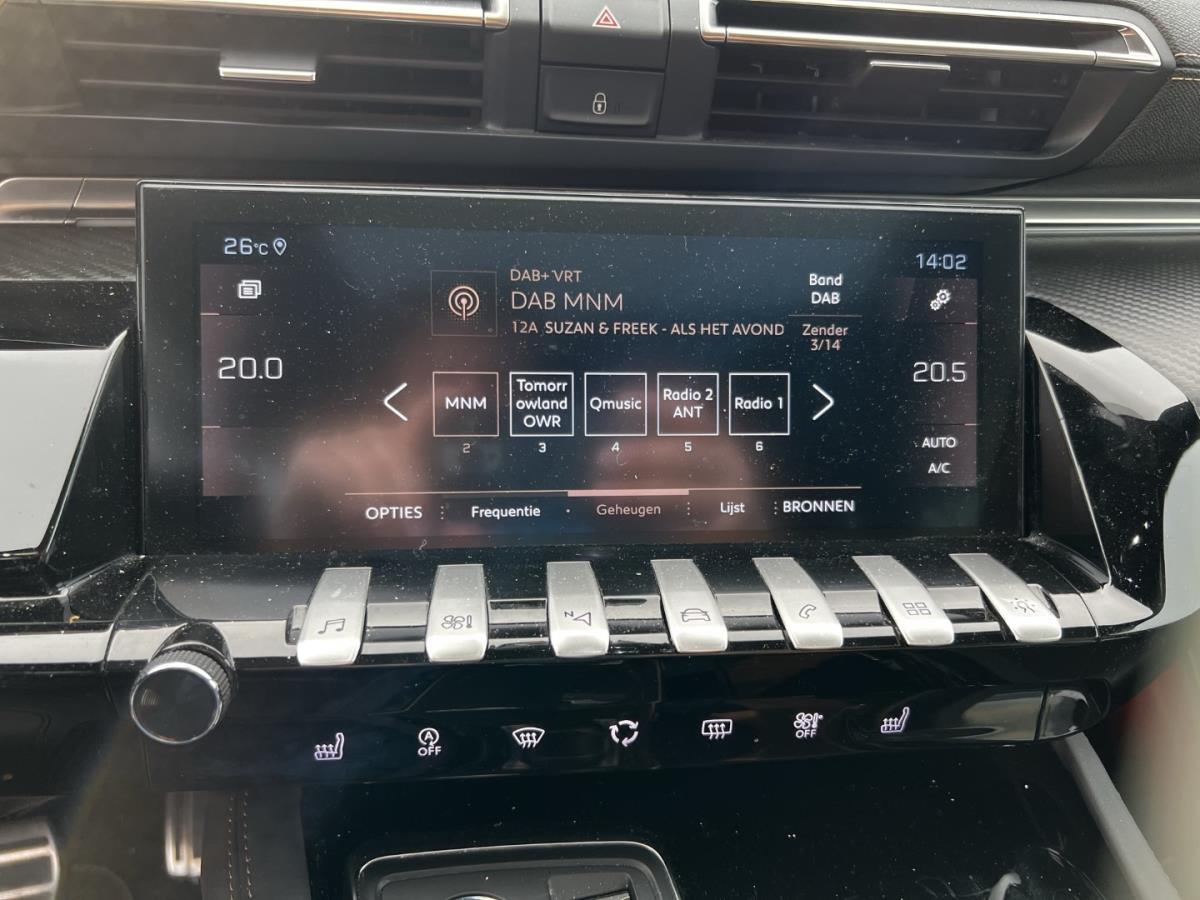 26°C
14:02
DAB+ VRT
DAB MNM
12A SUZAN & FREEK - ALS HET AVOND
Band
DAB
Zender
3/14
20.0
20.5
MNM
2
Tomorr
owland
OWR
3
Qmusic
4
Radio 2
ANT
5
Radio 1
6
AUTO
A/C
OPTIES
Frequentie
Geheugen
Lijst
BRONNEN
N
A
OFF
OFF